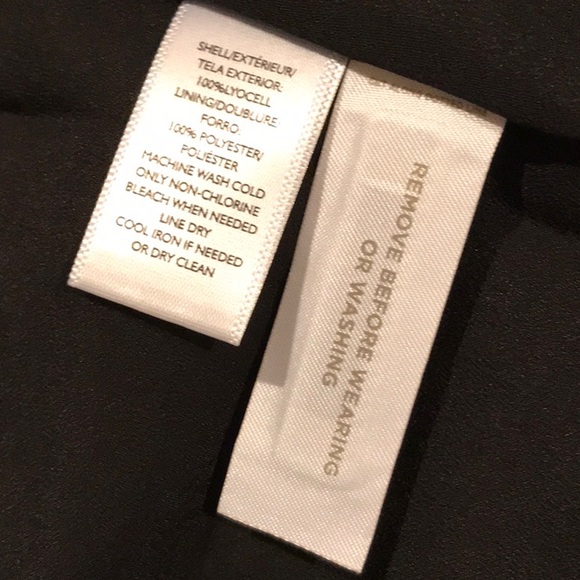 SHELL/EXTÉRIEUR/
TELA EXTERIOR:
100%LYOCELL
LINING/DOUBLURE
FORRO:
100% POLYESTER/
POLIÉSTER
MACHINE WASH COLD
ONLY NON-CHLORINE
BLEACH WHEN NEEDED
LINE DRY
COOL IRON IF NEEDED
OR DRY CLEAN
REMOVE BEFORE WEARING
OR WASHING